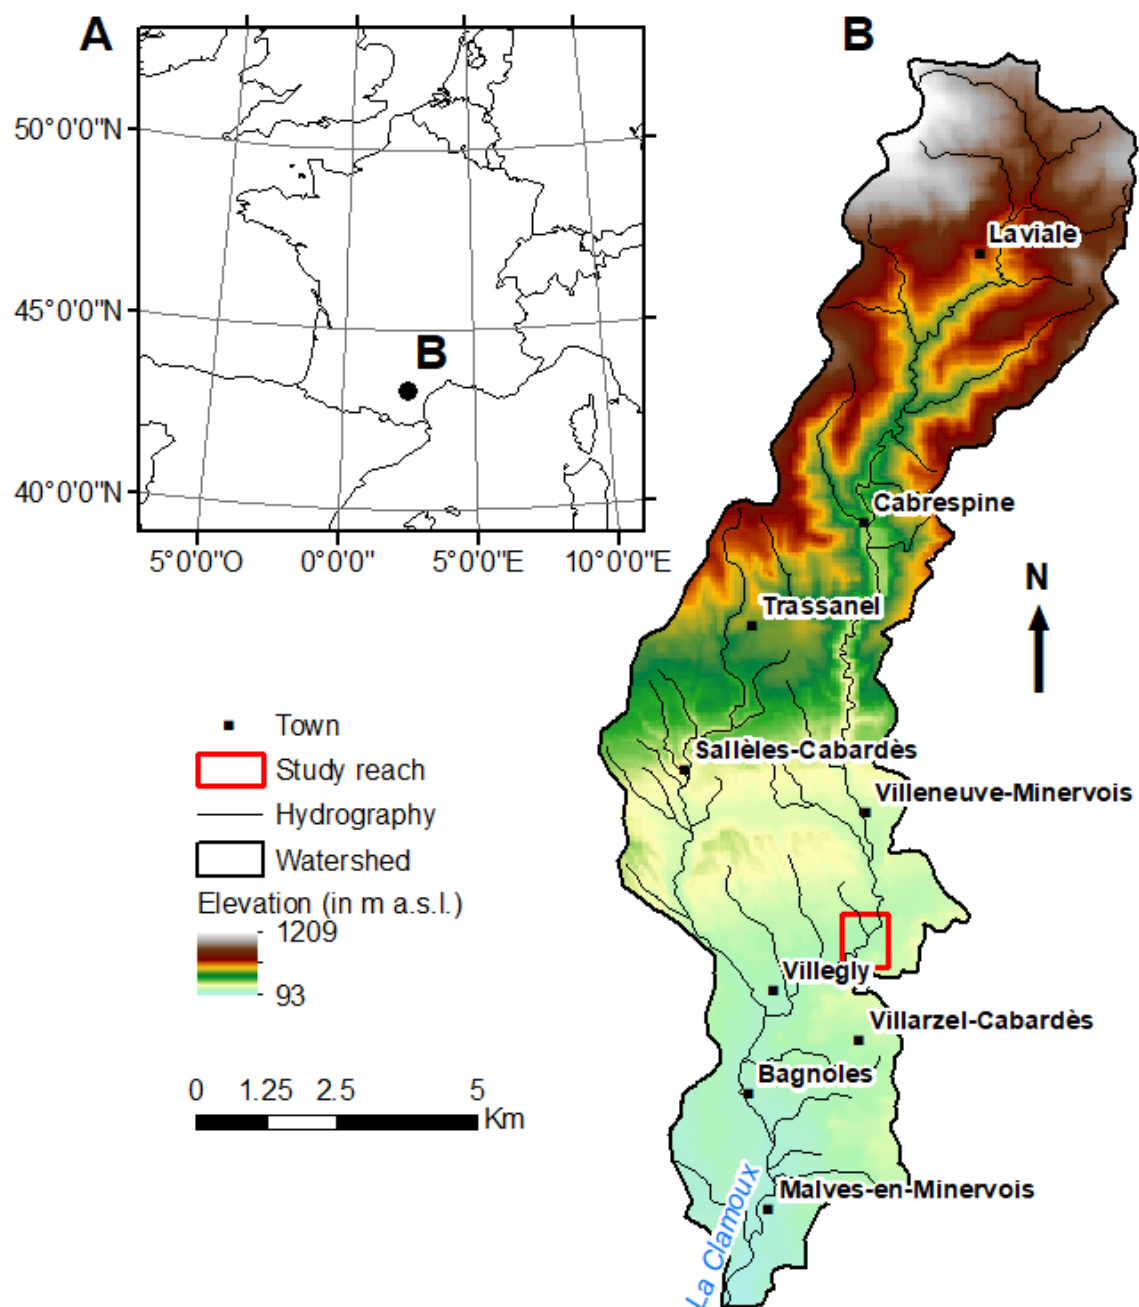 A
B
50°0'0"N
45°0'0"N
40°0'0"N
B
5°0'0"O
0°0'0"
5°0'0"E
10°0'0"E
Laviale
Cabrespine
N
Trassanel
Sallèles-Cabardès
Villeneuve-Minervois
Villegly
Villarzel-Cabardès
Bagnoles
Malves-en-Minervois
La Clamoux
Town
Study reach
Hydrography
Watershed
Elevation (in m a.s.l.)
1209
93
0 1.25 2.5 5
Km